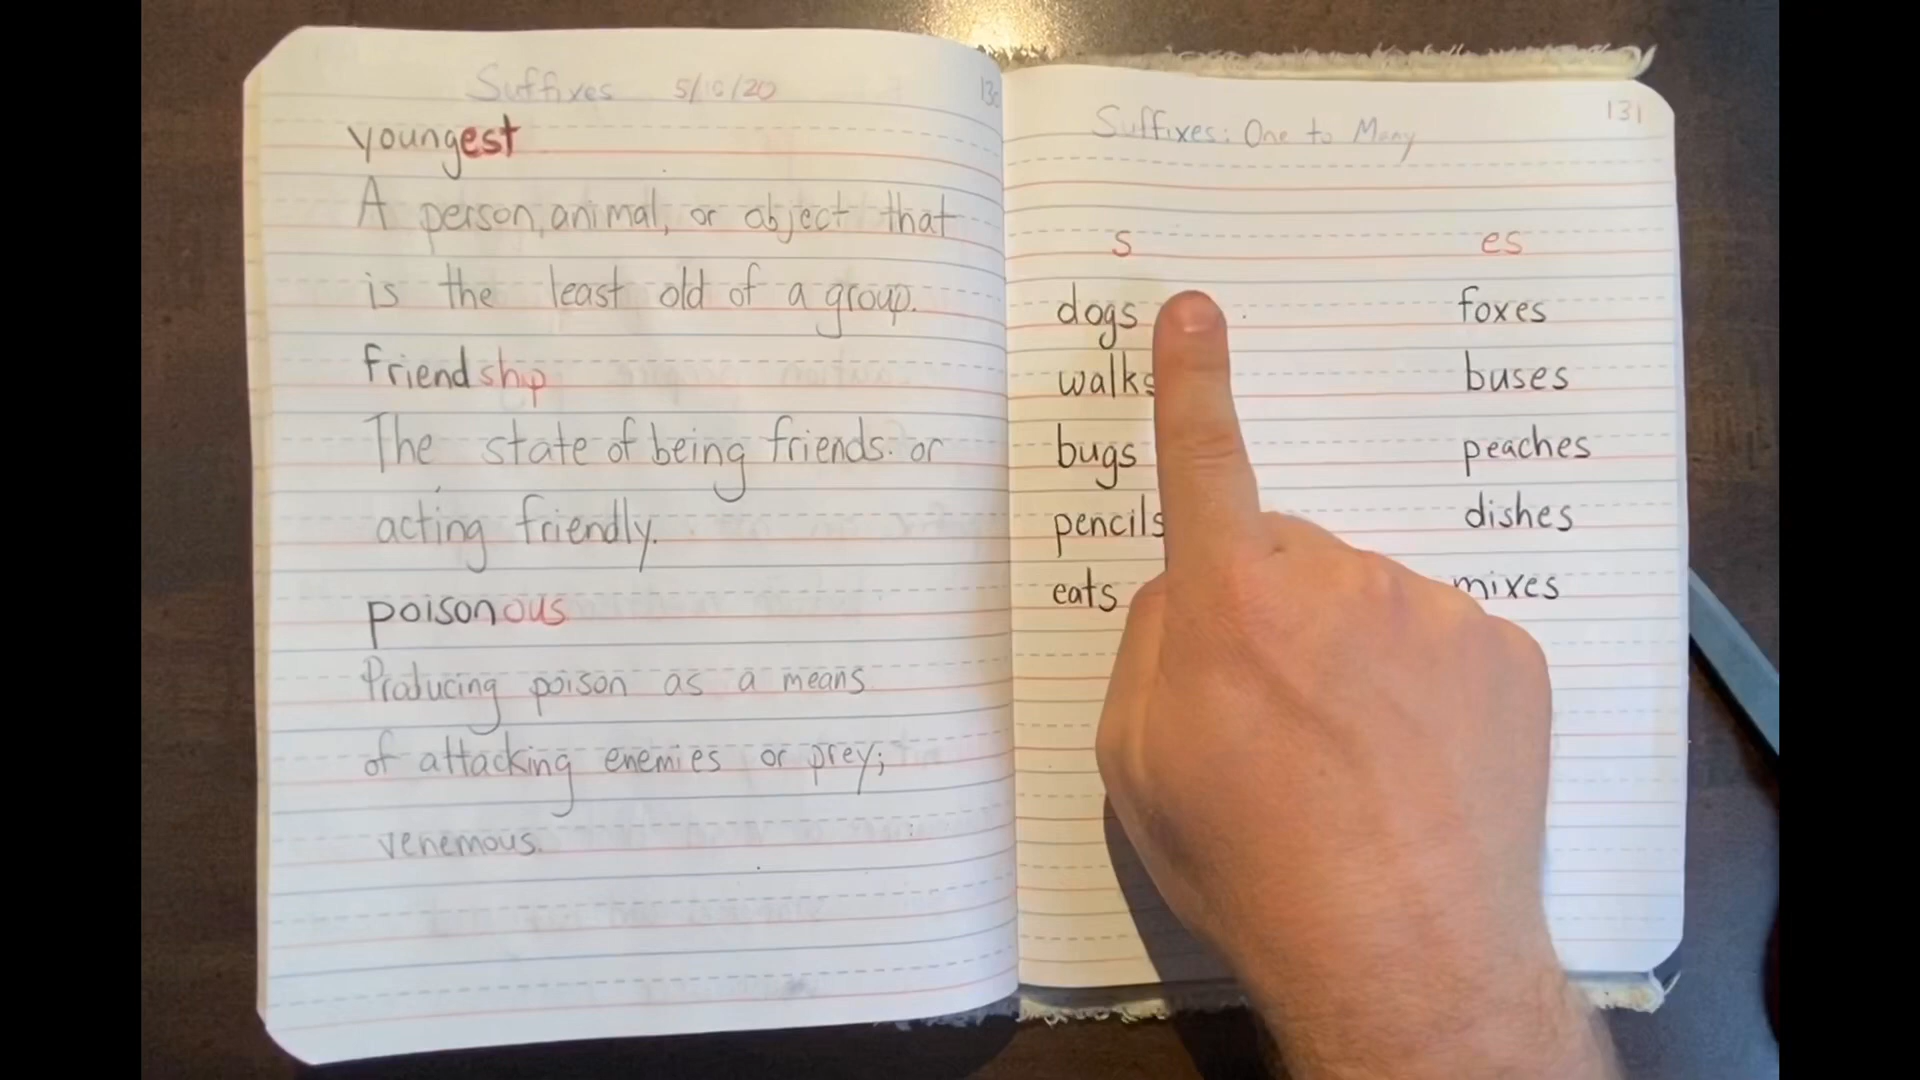 Suffixes 5/10/20
130
youngest
A person, animal, or object that
is the least old of a group.
friendship
The state of being friends or
acting friendly.
poisonous
Producing poison as a means
of attacking enemies or prey;
venemous.
131
Suffixes: One to Many
s es
dogs foxes
walks buses
bugs peaches
pencils dishes
eats mixes